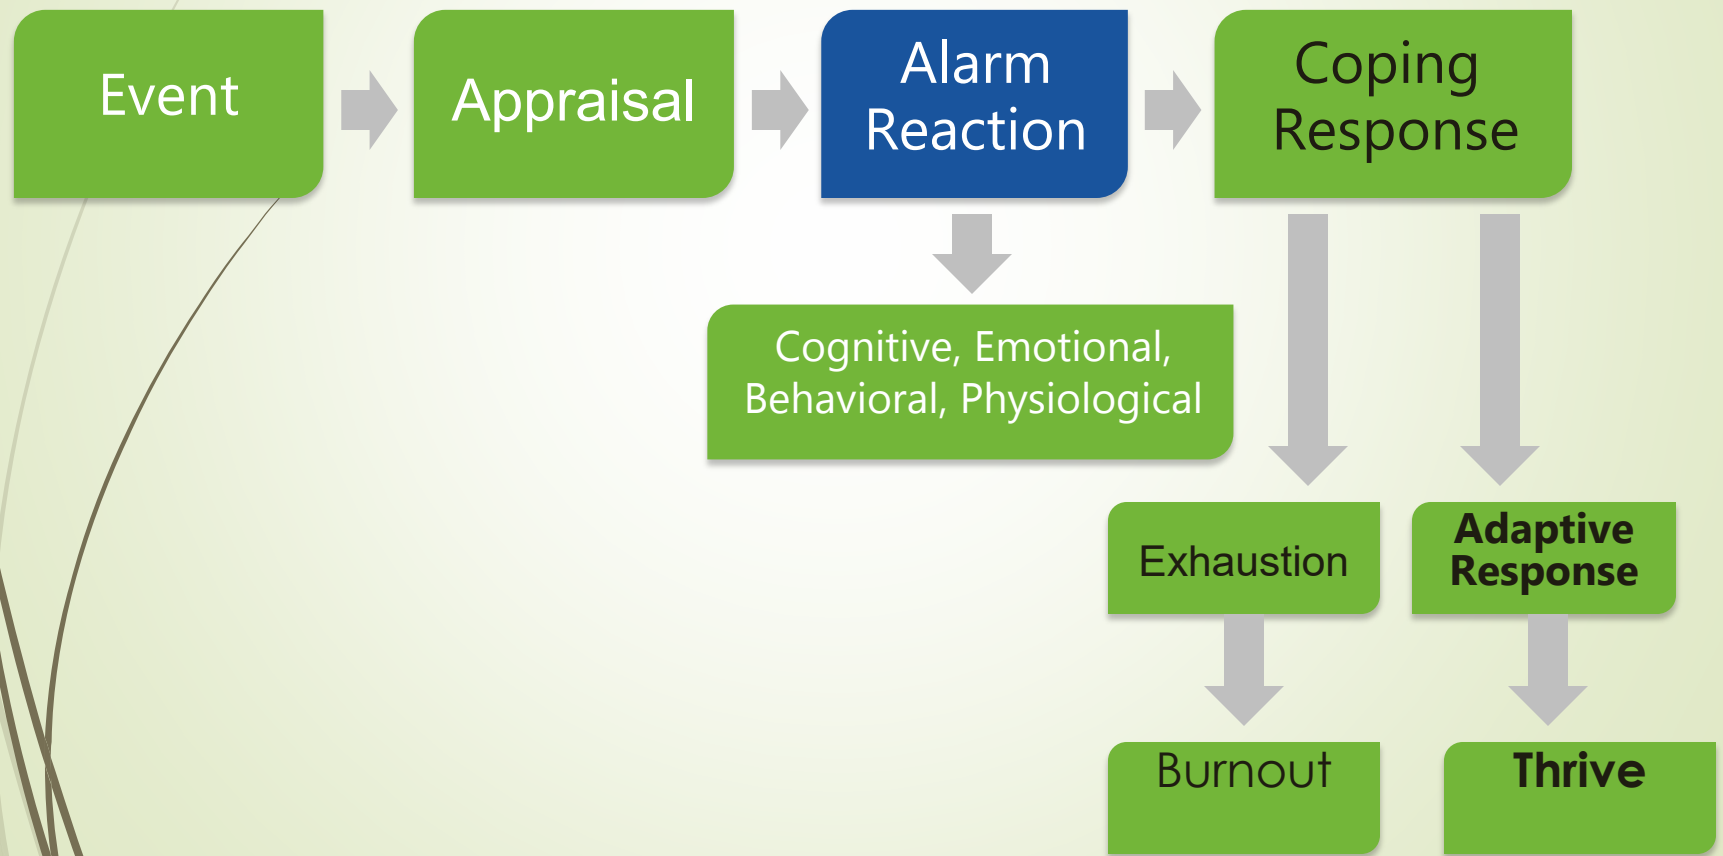 Event
Appraisal
Alarm
Reaction
Coping
Response
Cognitive, Emotional,
Behavioral, Physiological
Exhaustion
Adaptive
Response
Burnout
Thrive